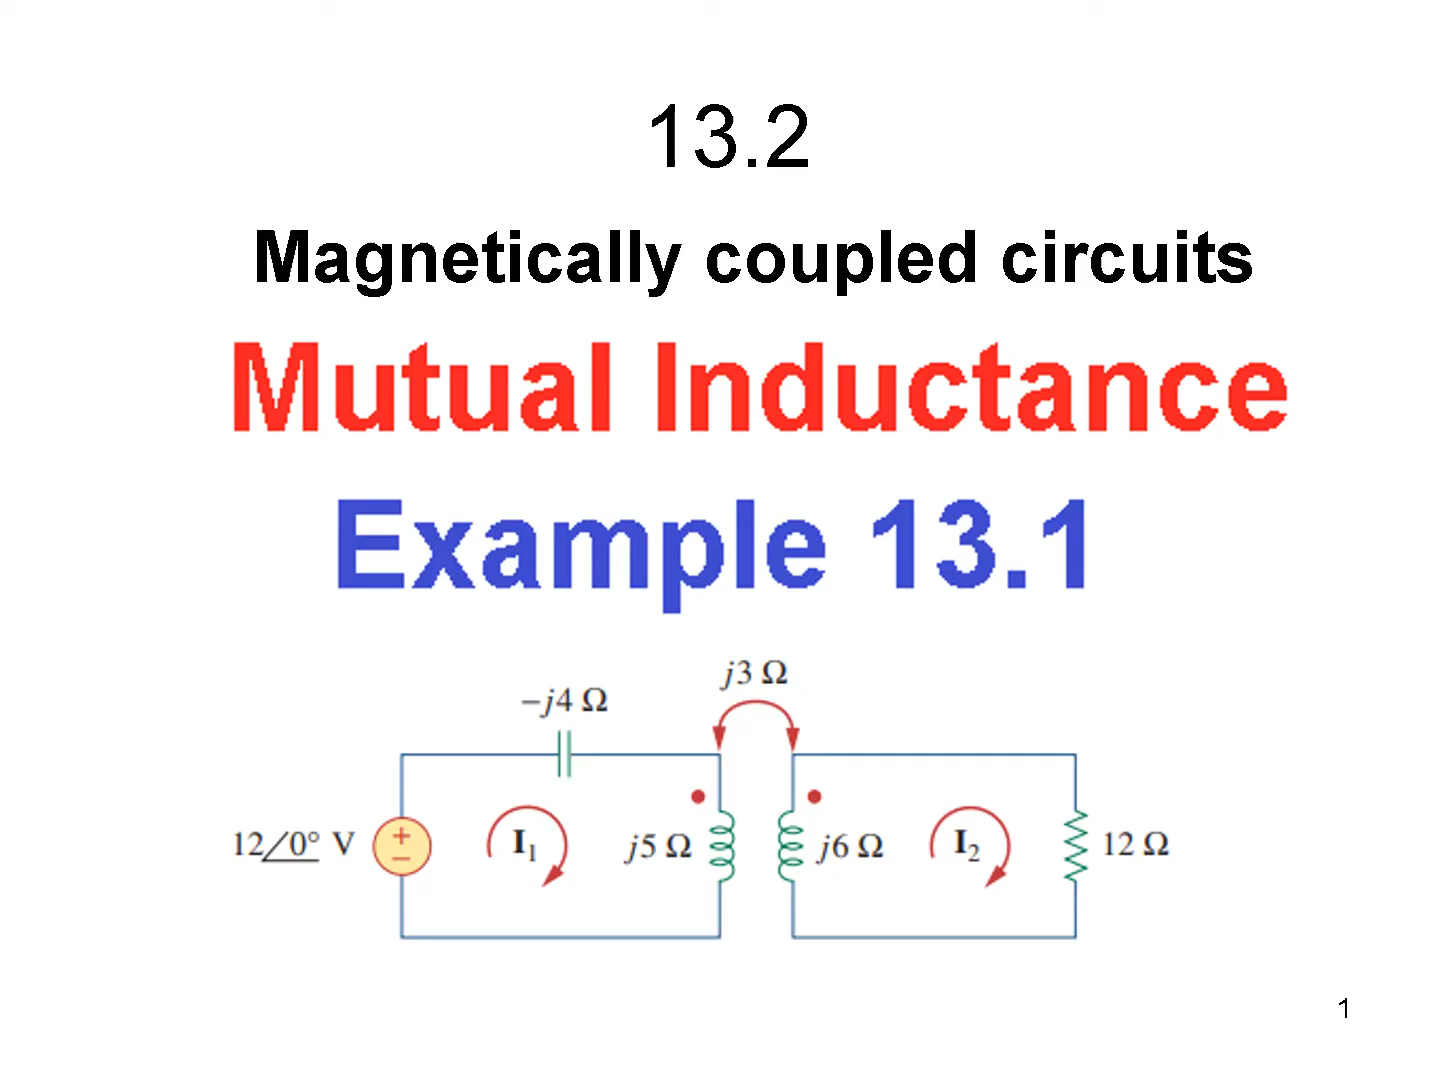 13.2
Magnetically coupled circuits
Mutual Inductance
Example 13.1
j3 Ω
−j4 Ω
12∠0° V
+
−
I₁
j5 Ω
j6 Ω
I₂
12 Ω
1